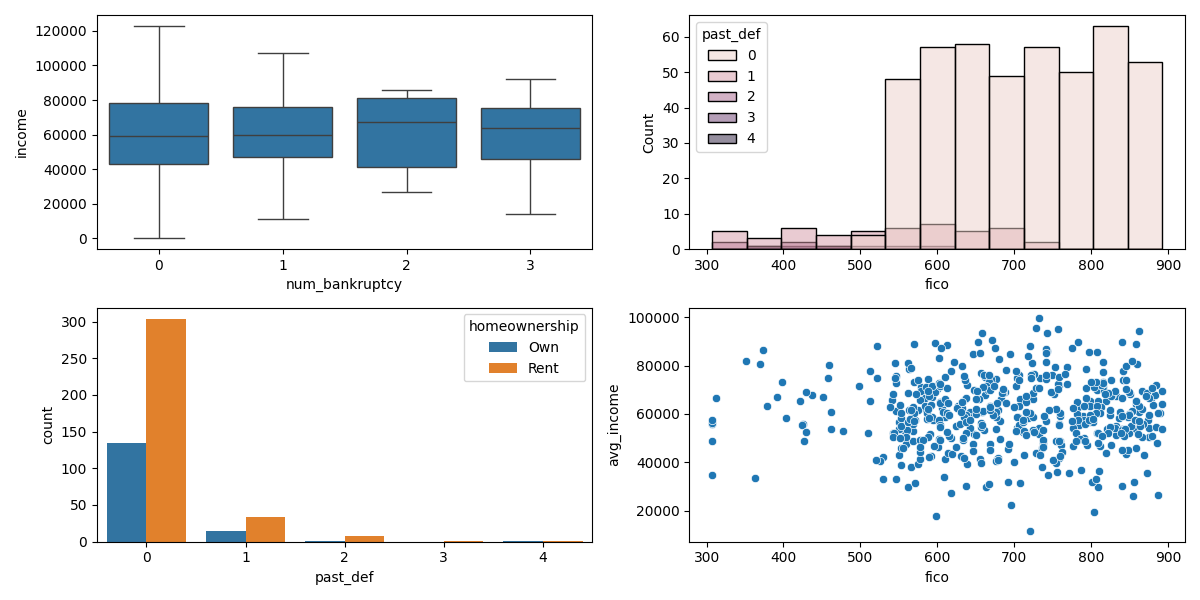 120000
100000
80000
60000
40000
20000
0
income
0 1 2 3
num_bankruptcy
60
50
40
30
20
10
0
Count
past_def
0
1
2
3
4
300 400 500 600 700 800 900
fico
300
250
200
150
100
50
0
count
homeownership
Own
Rent
0 1 2 3 4
past_def
100000
80000
60000
40000
20000
avg_income
300 400 500 600 700 800 900
fico